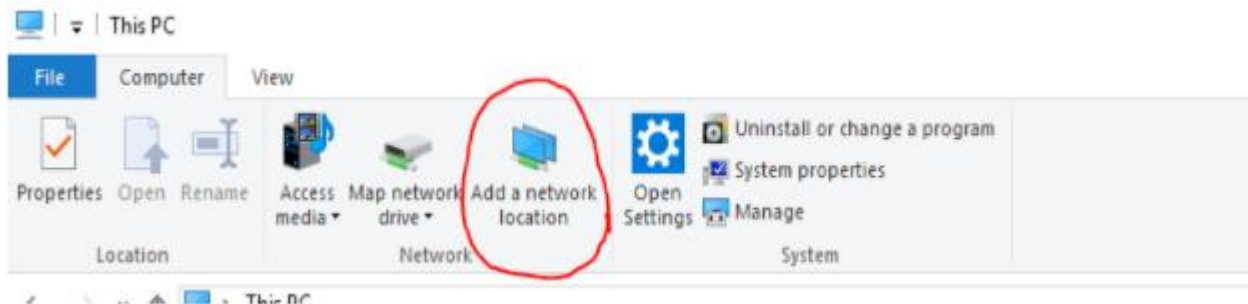 This PC
File Computer View
Uninstall or change a program
System properties
Properties Open Rename Access media Map network drive Add a network location Open Settings Manage
Location Network System
This PC